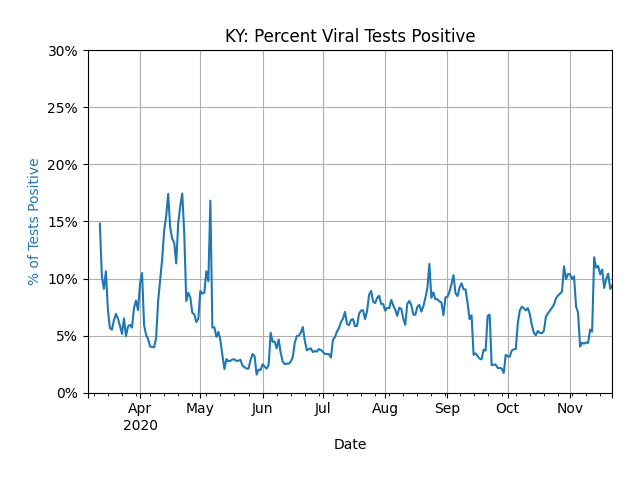 KY: Percent Viral Tests Positive
30%
25%
20%
15%
10%
5%
0%
% of Tests Positive
Apr May Jun Jul Aug Sep Oct Nov
2020
Date